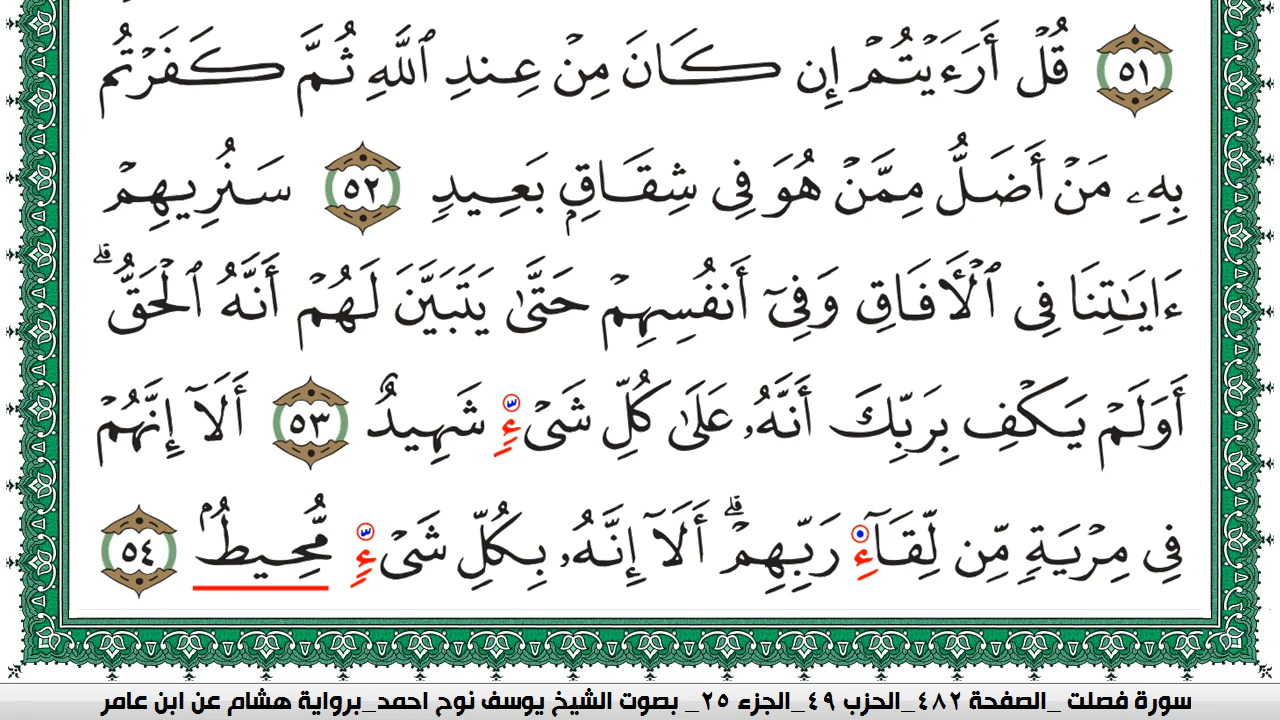 ٥١ قُلْ أَرَءَيْتُمْ إِن كَانَ مِنْ عِندِ ٱللَّهِ ثُمَّ كَفَرْتُم
بِهِۦ مَنْ أَضَلُّ مِمَّنْ هُوَ فِى شِقَاقِۭ بَعِيدٍ ٥٢ سَنُرِيهِمْ
ءَايَـٰتِنَا فِى ٱلْأَفَاقِ وَفِىٓ أَنفُسِهِمْ حَتَّىٰ يَتَبَيَّنَ لَهُمْ أَنَّهُ ٱلْحَقُّ ۗ
أَوَلَمْ يَكْفِ بِرَبِّكَ أَنَّهُۥ عَلَىٰ كُلِّ شَىْءٍ شَهِيدٌ ٥٣ أَلَآ إِنَّهُمْ
فِى مِرْيَةٍ مِّن لِّقَآءِ رَبِّهِمْ ۗ أَلَآ إِنَّهُۥ بِكُلِّ شَىْءٍ مُّحِيطٌۢ ٥٤
سورة فصلت _الصفحة ٤٨٢_الحزب ٤٩_الجزء ٢٥_ بصوت الشيخ يوسف نوح احمد_برواية هشام عن ابن عامر